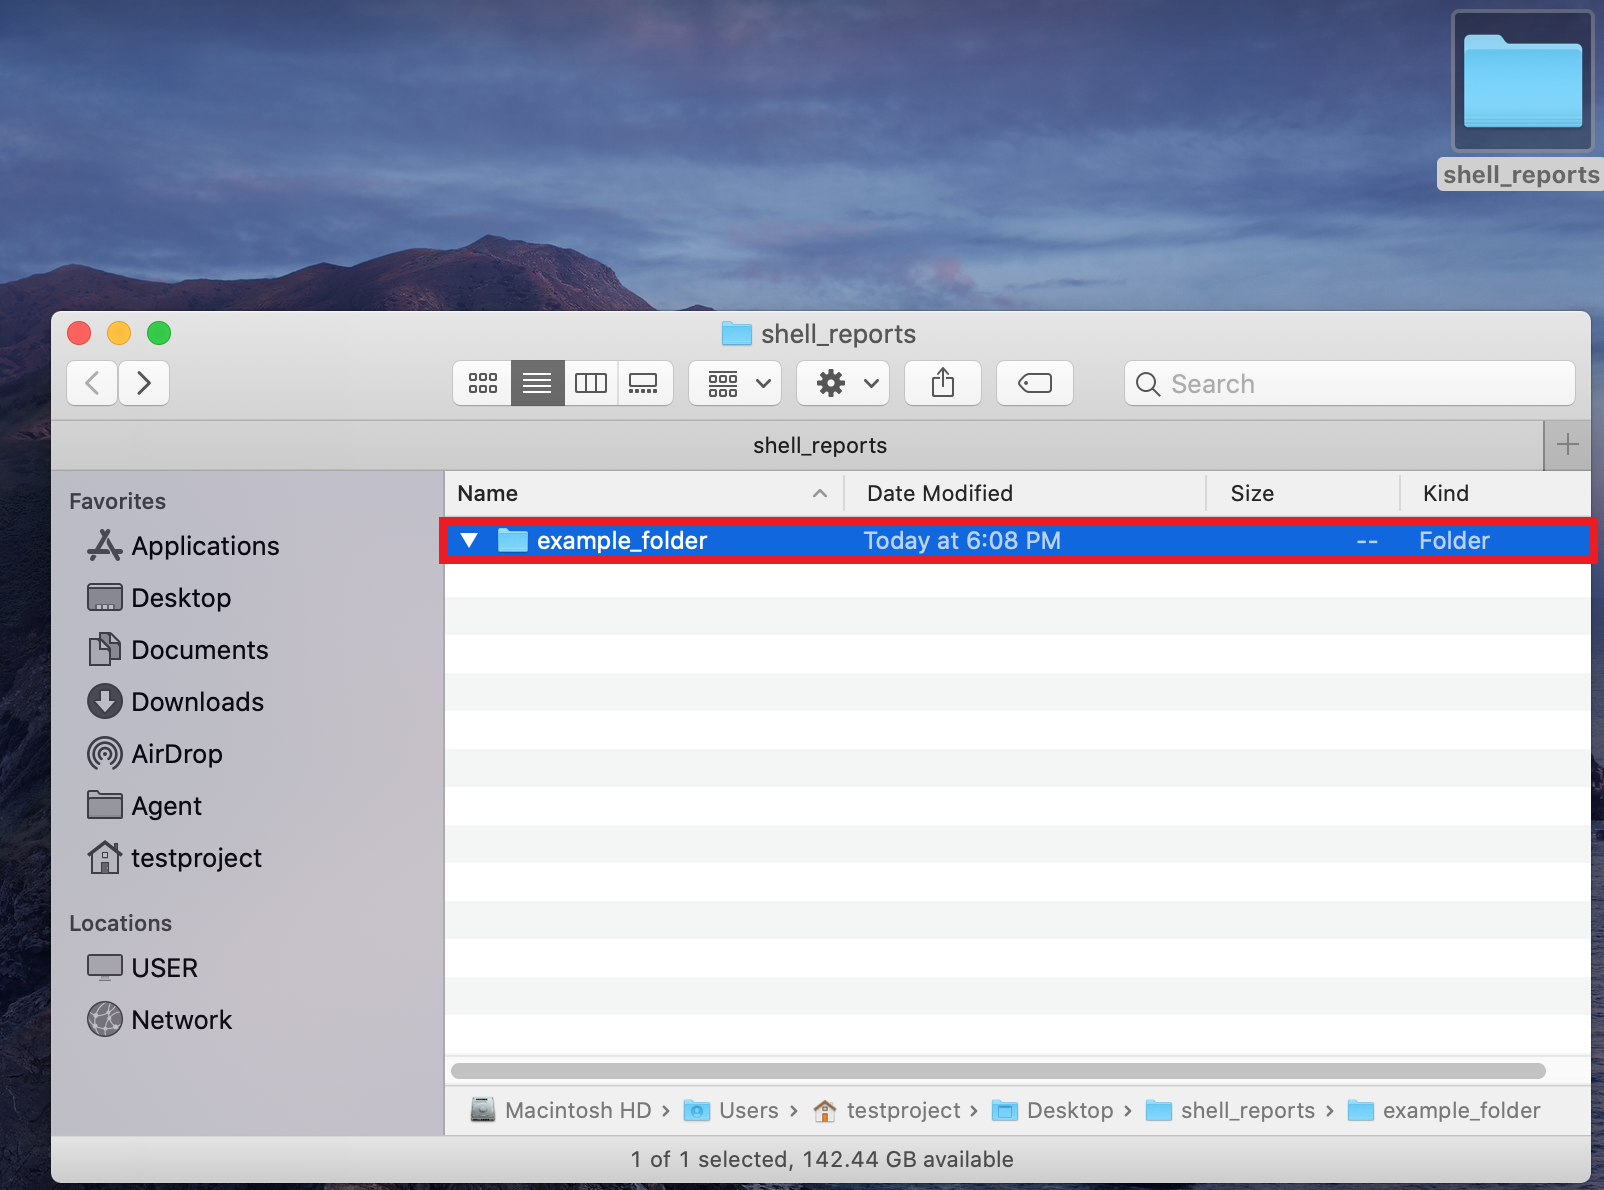 shell_reports
shell_reports
Search
shell_reports
Favorites
Applications
Desktop
Documents
Downloads
AirDrop
Agent
testproject
Locations
USER
Network
Name Date Modified Size Kind
example_folder Today at 6:08 PM -- Folder
Macintosh HD › Users › testproject › Desktop › shell_reports › example_folder
1 of 1 selected, 142.44 GB available